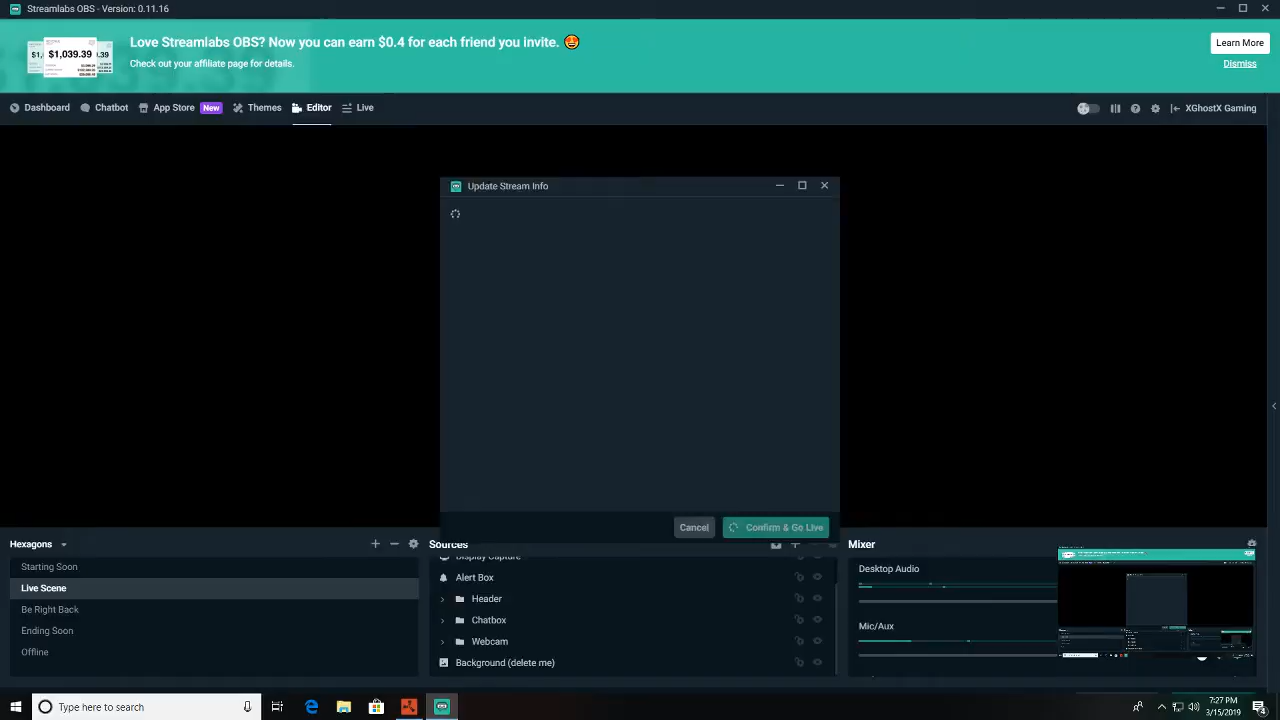 Streamlabs OBS - Version: 0.11.16
$1,039.39
Love Streamlabs OBS? Now you can earn $0.4 for each friend you invite. 🤩
Check out your affiliate page for details.
Learn More
Dismiss
Dashboard Chatbot App Store New Themes Editor Live
XGhostX Gaming
Update Stream Info
Cancel Confirm & Go Live
Hexagons
Starting Soon
Live Scene
Be Right Back
Ending Soon
Offline
Sources
Display Capture
Alert Box
Header
Chatbox
Webcam
Background (delete me)
Mixer
Desktop Audio
Mic/Aux
Type here to search
7:27 PM
3/15/2019